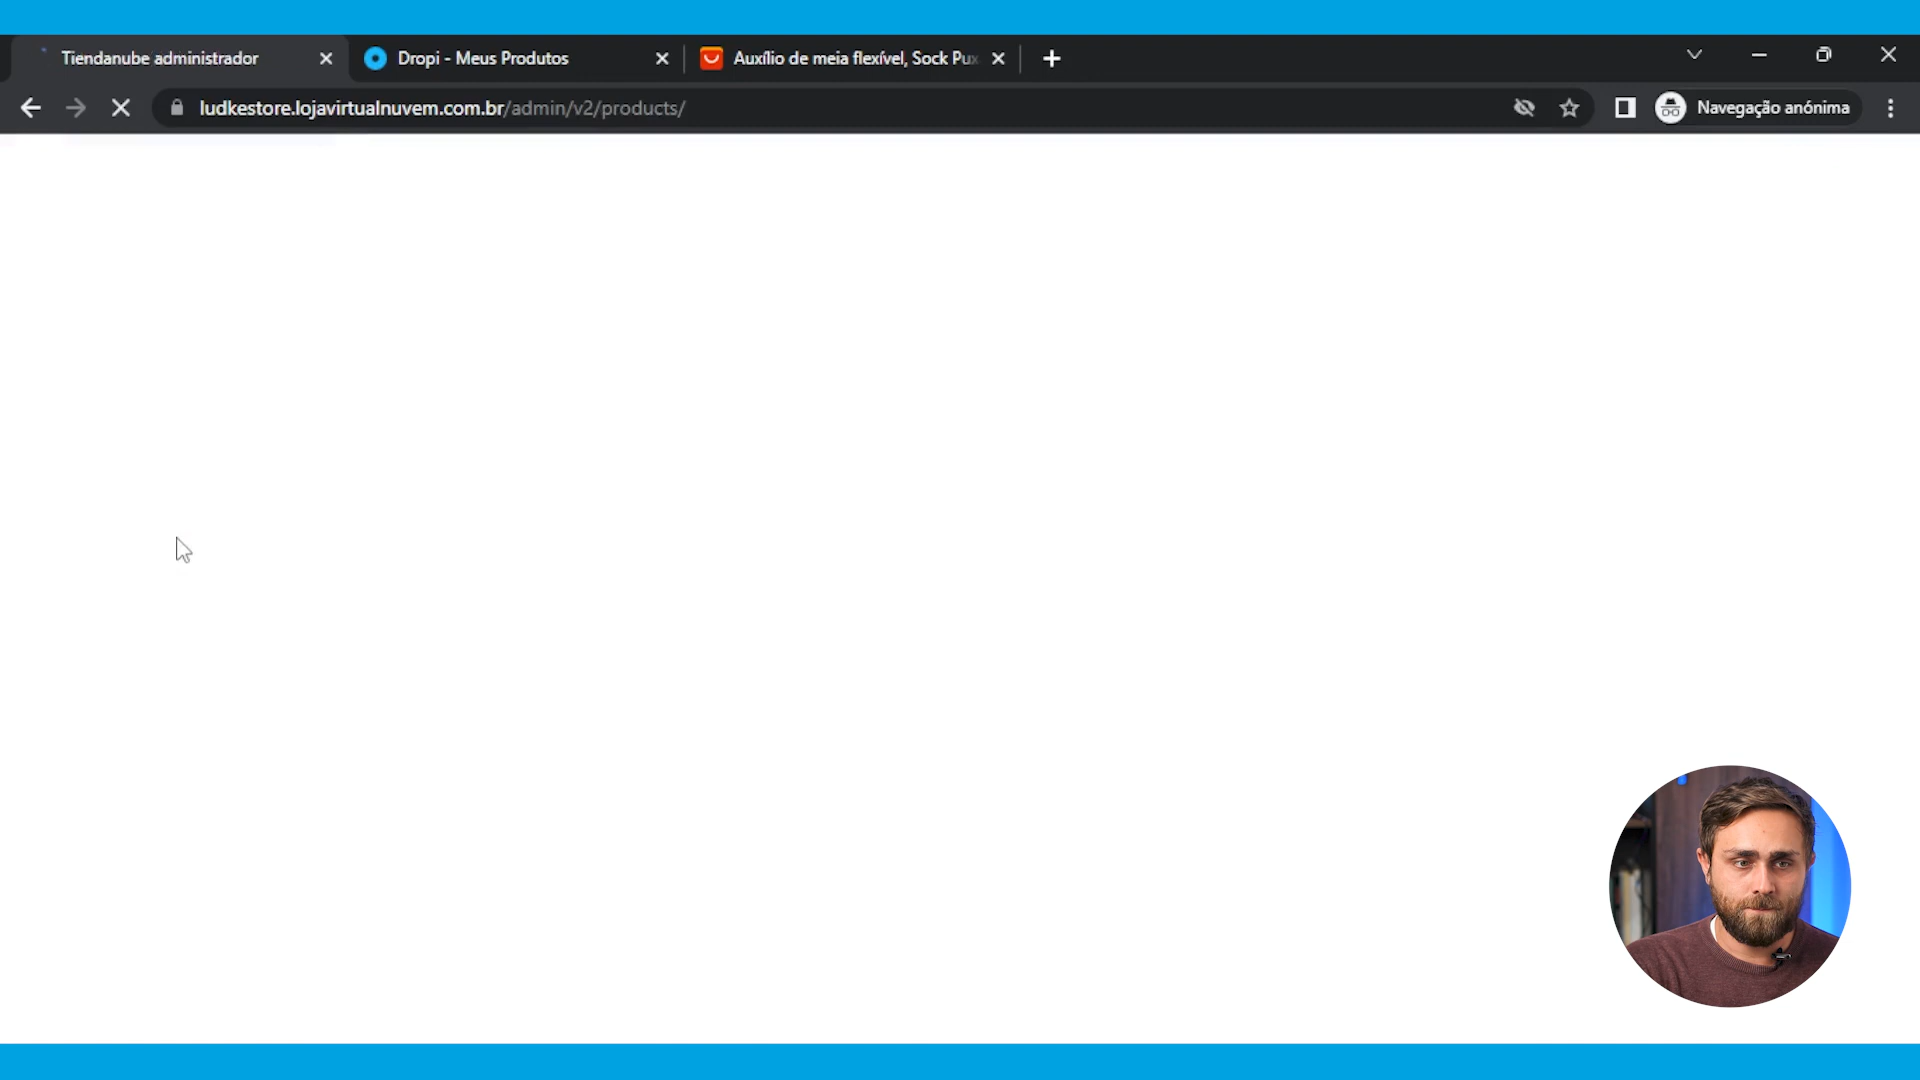 Tiendanube administrador
Dropi - Meus Produtos
Auxílio de meia flexível, Sock Pux
ludkestore.lojavirtualnuvem.com.br/admin/v2/products/
Navegação anónima